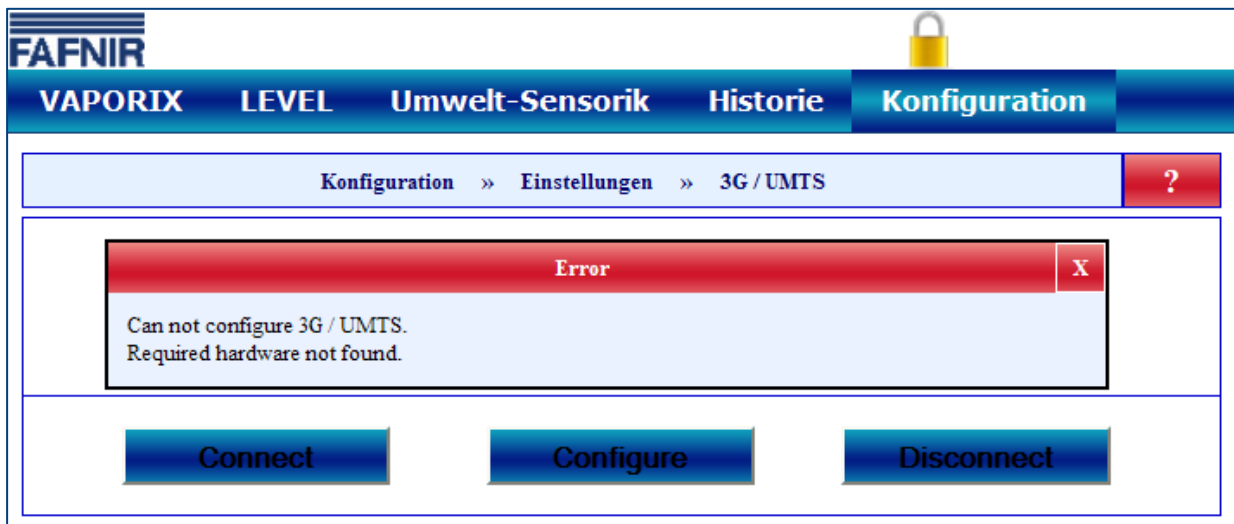 FAFNIR
VAPORIX LEVEL Umwelt-Sensorik Historie Konfiguration
Konfiguration » Einstellungen » 3G / UMTS ?
Error X
Can not configure 3G / UMTS.
Required hardware not found.
Connect Configure Disconnect